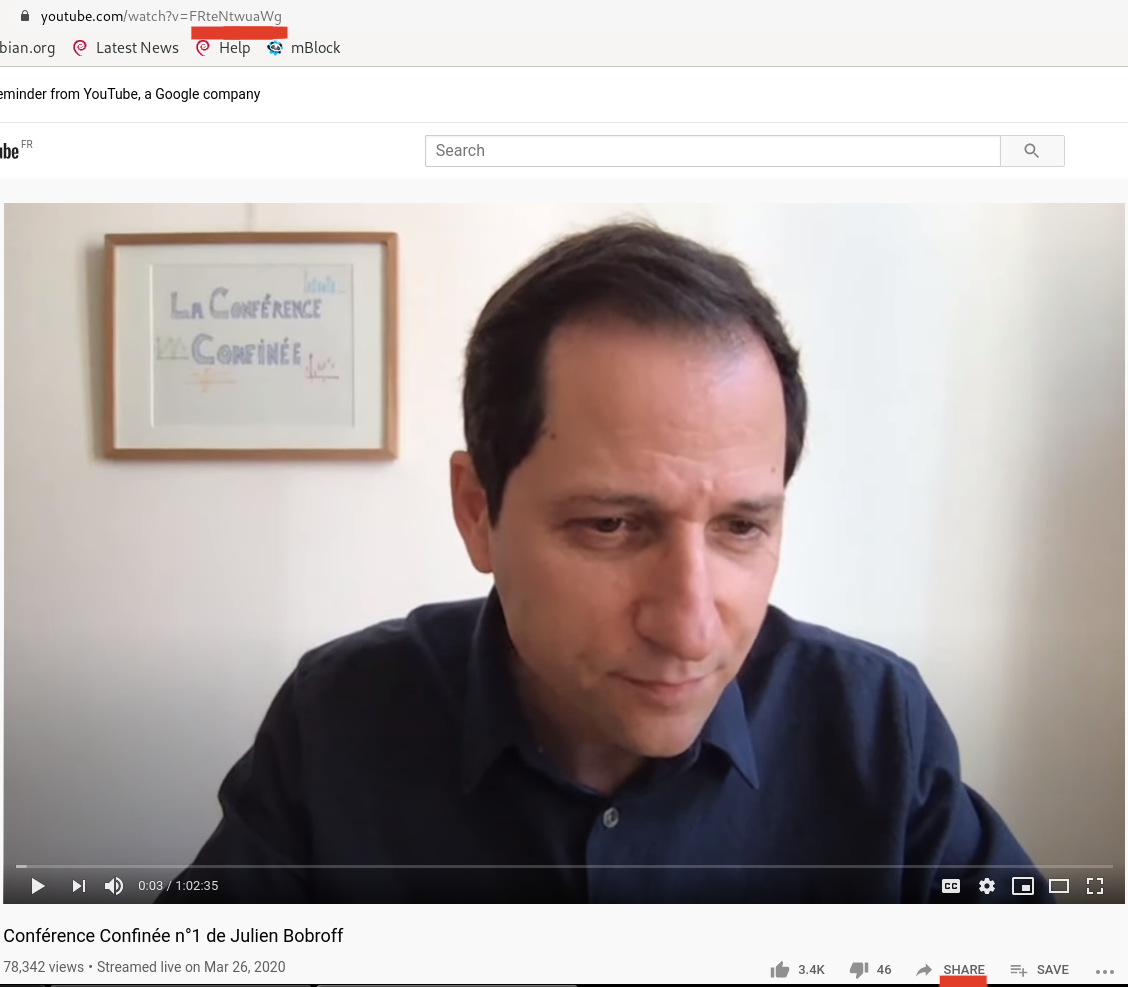 youtube.com/watch?v=FRteNtwuaWg
bian.org Latest News Help mBlock
eminder from YouTube, a Google company
ube FR
Search
LA CONFÉRENCE
CONFINÉE
0:03 / 1:02:35
CC
Conférence Confinée n°1 de Julien Bobroff
78,342 views • Streamed live on Mar 26, 2020
3.4K 46 SHARE SAVE